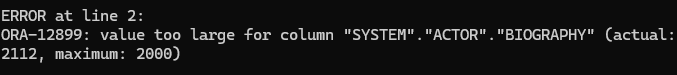 ERROR at line 2:
ORA-12899: value too large for column "SYSTEM"."ACTOR"."BIOGRAPHY" (actual:
2112, maximum: 2000)